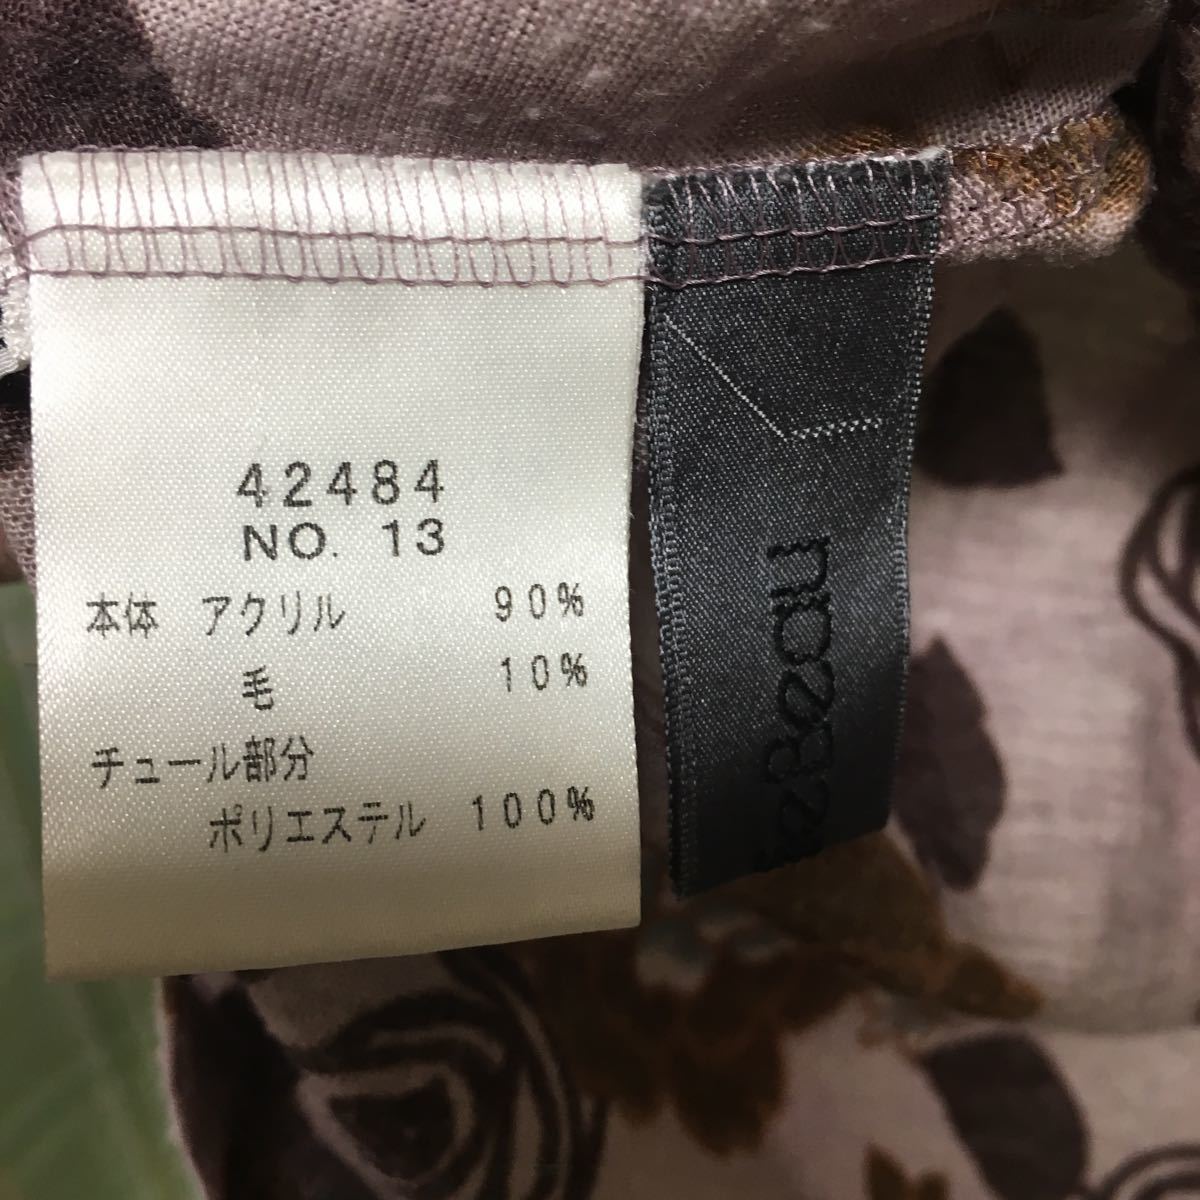 42484
NO. 13
本体 アクリル 90%
毛 10%
チュール部分
ポリエステル 100%